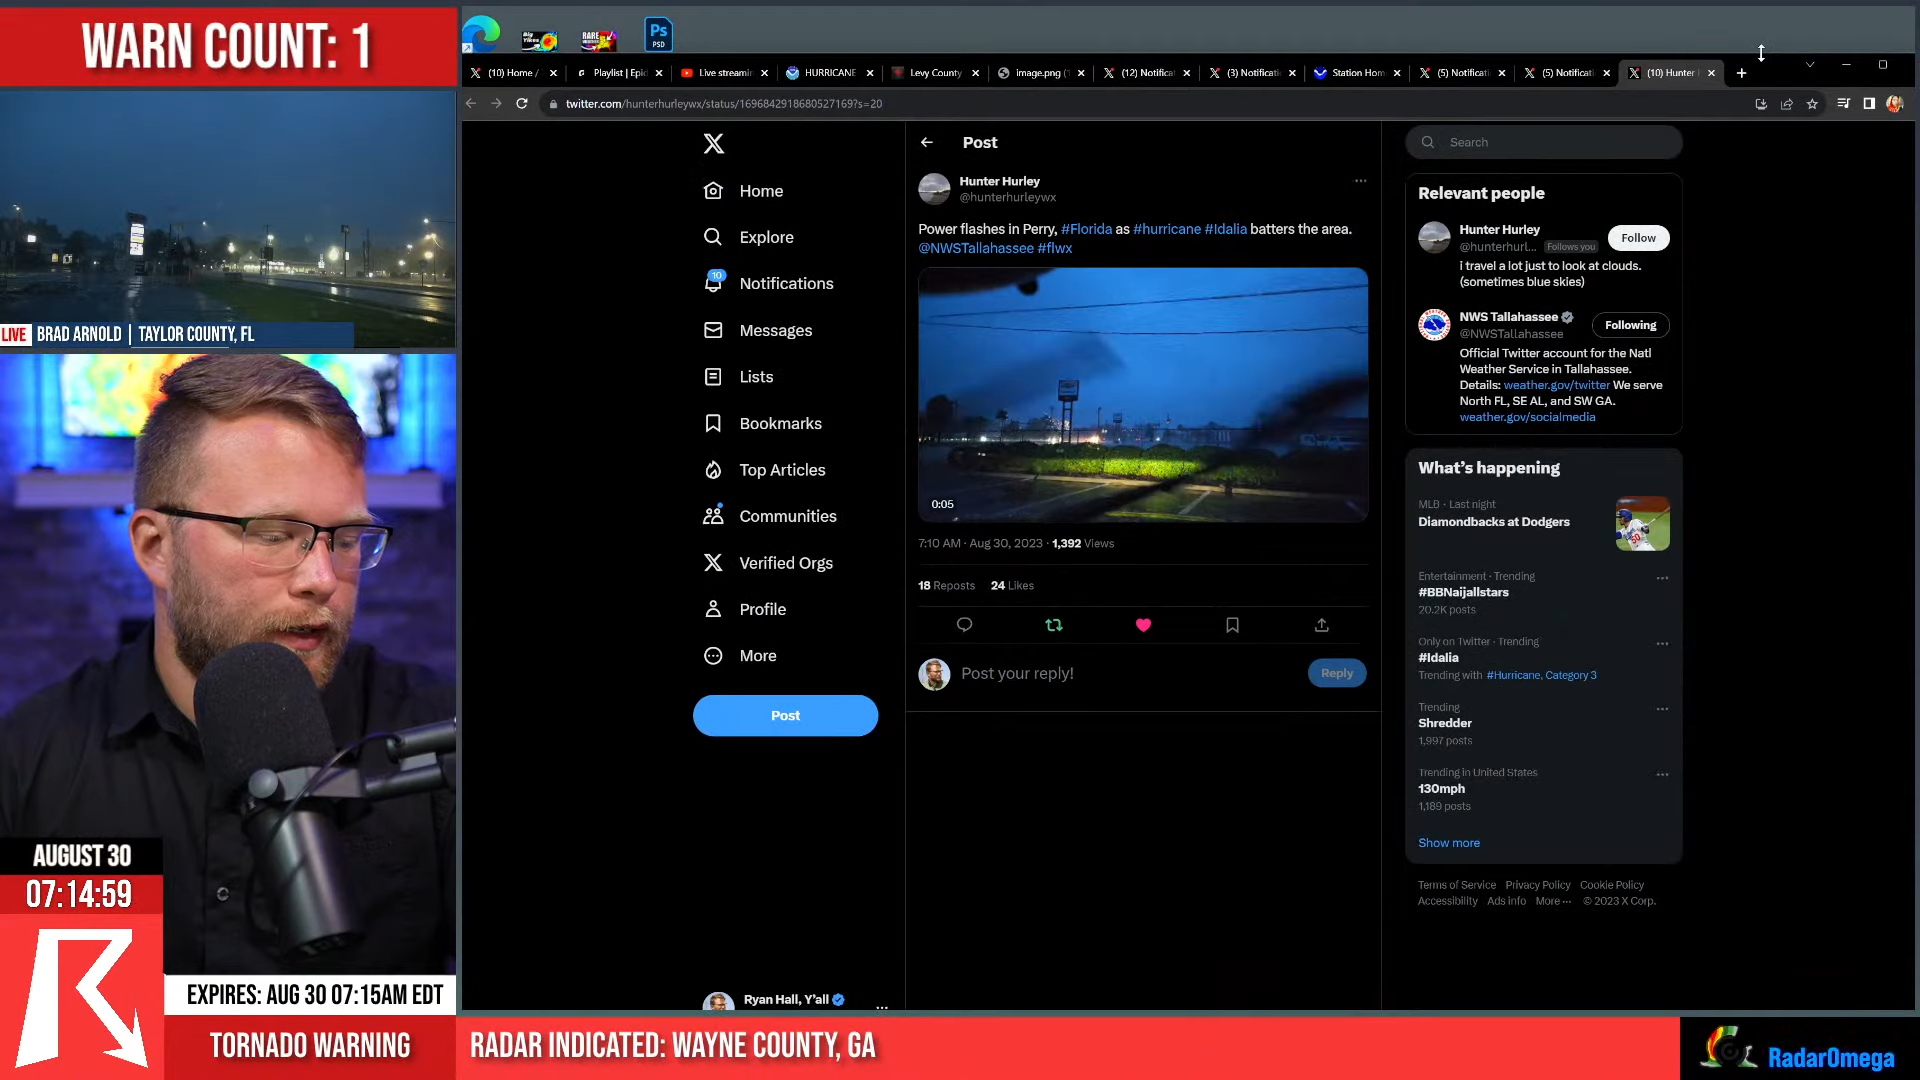 WARN COUNT: 1
LIVE BRAD ARNOLD | TAYLOR COUNTY, FL
AUGUST 30
07:14:59
EXPIRES: AUG 30 07:15AM EDT
TORNADO WARNING
RADAR INDICATED: WAYNE COUNTY, GA
RadarOmega
Ps
PSD
(10) Home /
Playlist | Epid
Live streamin
HURRICANE
Levy County
image.png (1
(12) Notifica
(3) Notificati
Station Hom
(5) Notificati
(5) Notificati
(10) Hunter
twitter.com/hunterhurleywx/status/1696842918680527169?s=20
Home
Explore
10
Notifications
Messages
Lists
Bookmarks
Top Articles
Communities
Verified Orgs
Profile
More
Post
Ryan Hall, Y'all
Post
Hunter Hurley
@hunterhurleywx
Power flashes in Perry, #Florida as #hurricane #Idalia batters the area.
@NWSTallahassee #flwx
0:05
7:10 AM · Aug 30, 2023 · 1,392 Views
18 Reposts 24 Likes
Post your reply!
Reply
Search
Relevant people
Hunter Hurley
@hunterhurl... Follows you
Follow
i travel a lot just to look at clouds.
(sometimes blue skies)
NWS Tallahassee
@NWSTallahassee
Following
Official Twitter account for the Natl
Weather Service in Tallahassee.
Details: weather.gov/twitter We serve
North FL, SE AL, and SW GA.
weather.gov/socialmedia
What's happening
MLB · Last night
Diamondbacks at Dodgers
Entertainment · Trending
#BBNaijallstars
20.2K posts
Only on Twitter · Trending
#Idalia
Trending with #Hurricane, Category 3
Trending
Shredder
1,997 posts
Trending in United States
130mph
1,189 posts
Show more
Terms of Service Privacy Policy Cookie Policy
Accessibility Ads info More ··· © 2023 X Corp.